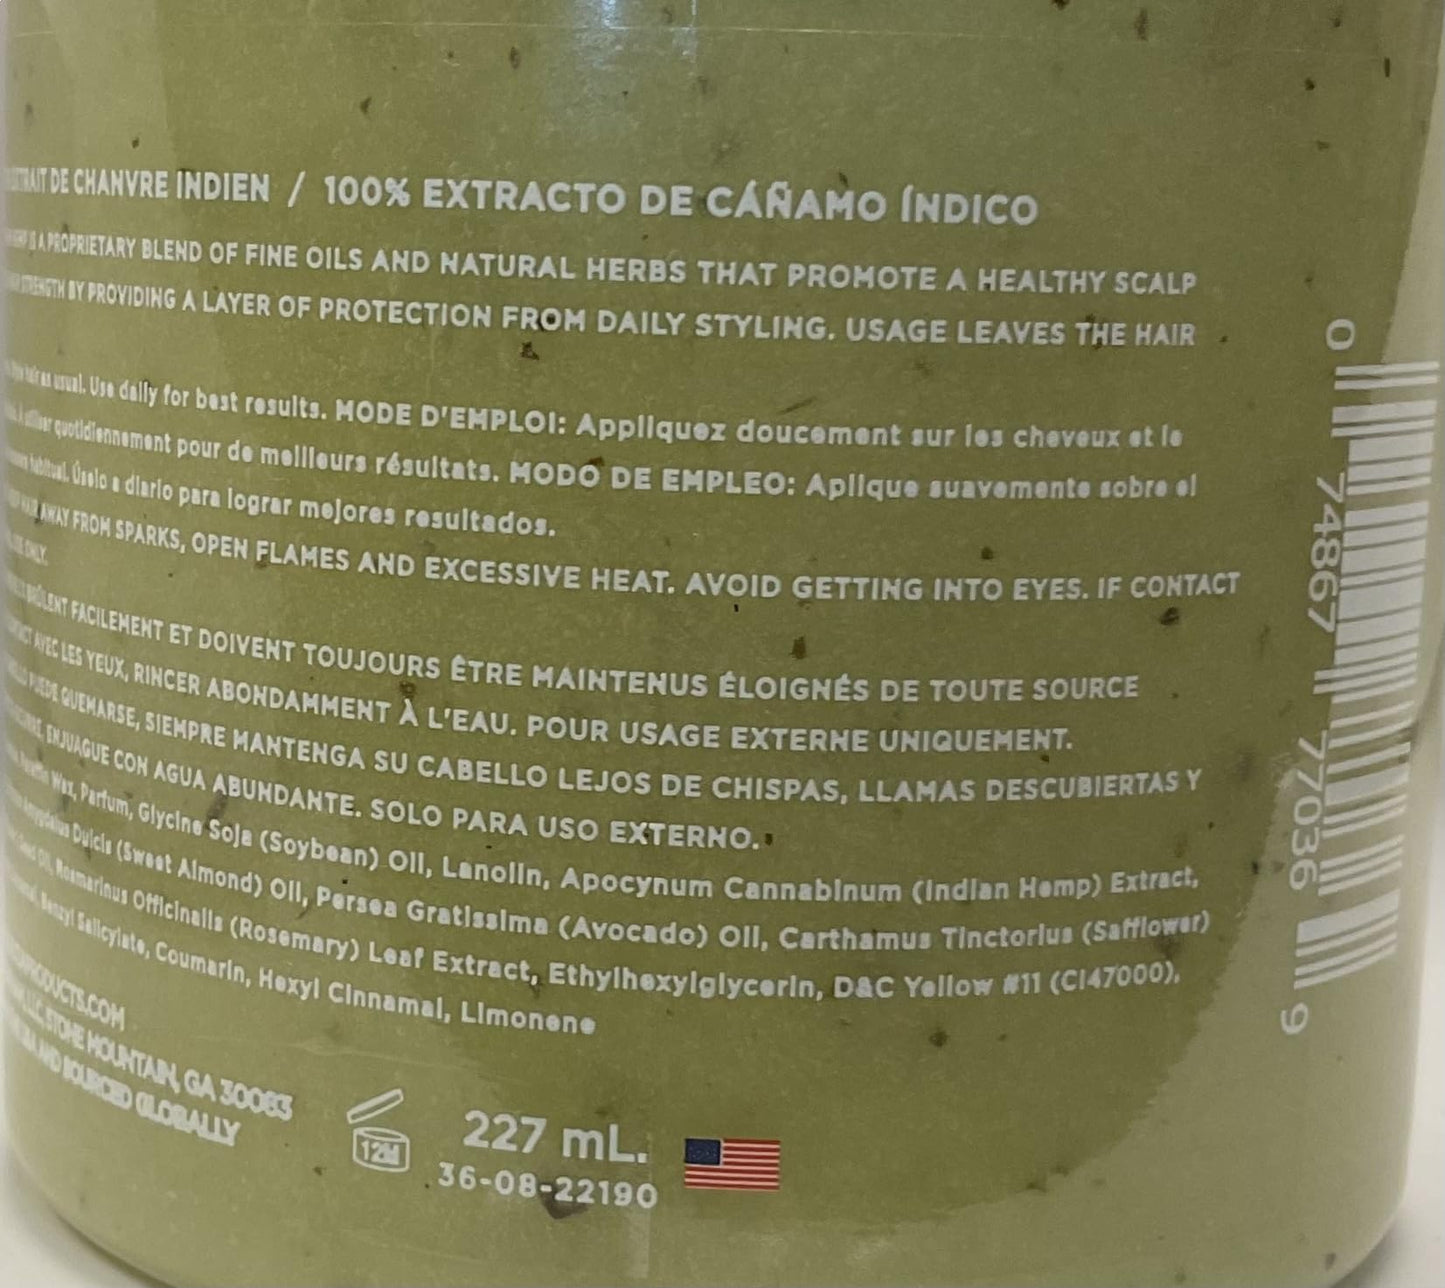 DE CHANVRE INDIEN / 100% EXTRACTO DE CÁÑAMO ÍNDICO
IS A PROPRIETARY BLEND OF FINE OILS AND NATURAL HERBS THAT PROMOTE A HEALTHY SCALP
STRENGTH BY PROVIDING A LAYER OF PROTECTION FROM DAILY STYLING. USAGE LEAVES THE HAIR
hair as usual. Use daily for best results. MODE D'EMPLOI: Appliquez doucement sur les cheveux et le
utiliser quotidiennement pour de meilleurs résultats. MODO DE EMPLEO: Aplique suavemente sobre el
habitual. Úselo a diario para lograr mejores resultados.
HAIR AWAY FROM SPARKS, OPEN FLAMES AND EXCESSIVE HEAT. AVOID GETTING INTO EYES. IF CONTACT
ONLY.
BRÛLENT FACILEMENT ET DOIVENT TOUJOURS ÊTRE MAINTENUS ÉLOIGNÉS DE TOUTE SOURCE
AVEC LES YEUX, RINCER ABONDAMMENT À L'EAU. POUR USAGE EXTERNE UNIQUEMENT.
PUEDE QUEMARSE, SIEMPRE MANTENGA SU CABELLO LEJOS DE CHISPAS, LLAMAS DESCUBIERTAS Y
ENJUAGUE CON AGUA ABUNDANTE. SOLO PARA USO EXTERNO.
Wax, Parfum, Glycine Soja (Soybean) Oil, Lanolin, Apocynum Cannabinum (Indian Hemp) Extract,
Dulcis (Sweet Almond) Oil, Persea Gratissima (Avocado) Oil, Carthamus Tinctorius (Safflower)
Oil, Rosmarinus Officinalis (Rosemary) Leaf Extract, Ethylhexylglycerin, D&C Yellow #11 (CI47000),
Benzyl Salicylate, Coumarin, Hexyl Cinnamal, Limonene
LLC, STONE MOUNTAIN, GA 30083
AND SOURCED GLOBALLY
12M
227 mL.
36-08-22190
0 74867 77036 9